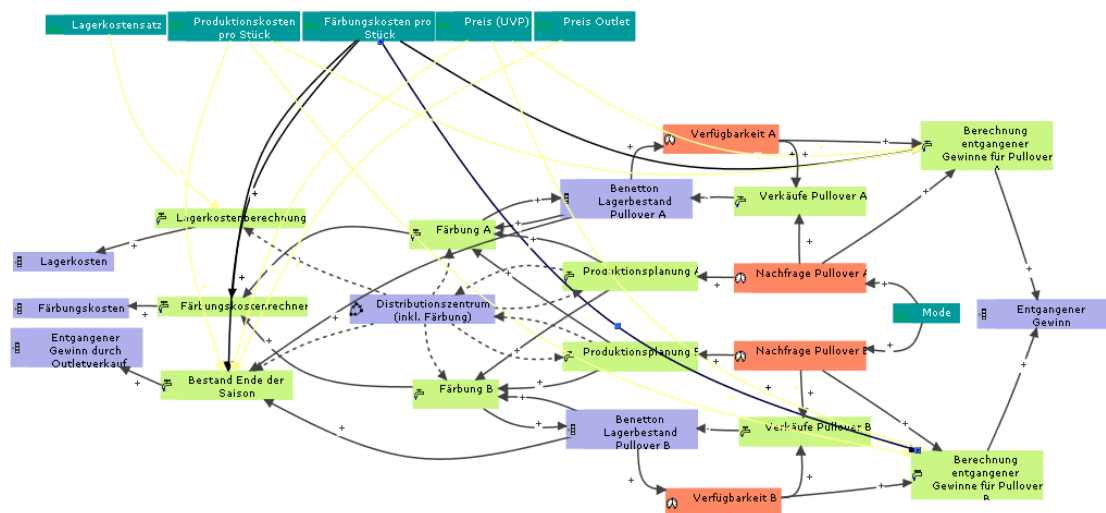 Lagerkostensatz
Produktionskosten
pro Stück
Färbungskosten pro
Stück
Preis (UVP)
Preis Outlet
Verfügbarkeit A
Berechnung
entgangener
Gewinne für Pullover
A
Benetton
Lagerbestand
Pullover A
Verkäufe Pullover A
Lagerkostenberechnung
Färbung A
Lagerkosten
Produktionsplanung A
Nachfrage Pullover A
Färbungskosten
Färbungskostenrechner
Distributionszentrum
(inkl. Färbung)
Mode
Entgangener
Gewinn
Entgangener
Gewinn durch
Outletverkauf
Produktionsplanung B
Nachfrage Pullover B
Bestand Ende der
Saison
Färbung B
Benetton
Lagerbestand
Pullover B
Verkäufe Pullover B
Berechnung
entgangener
Gewinne für Pullover
B
Verfügbarkeit B